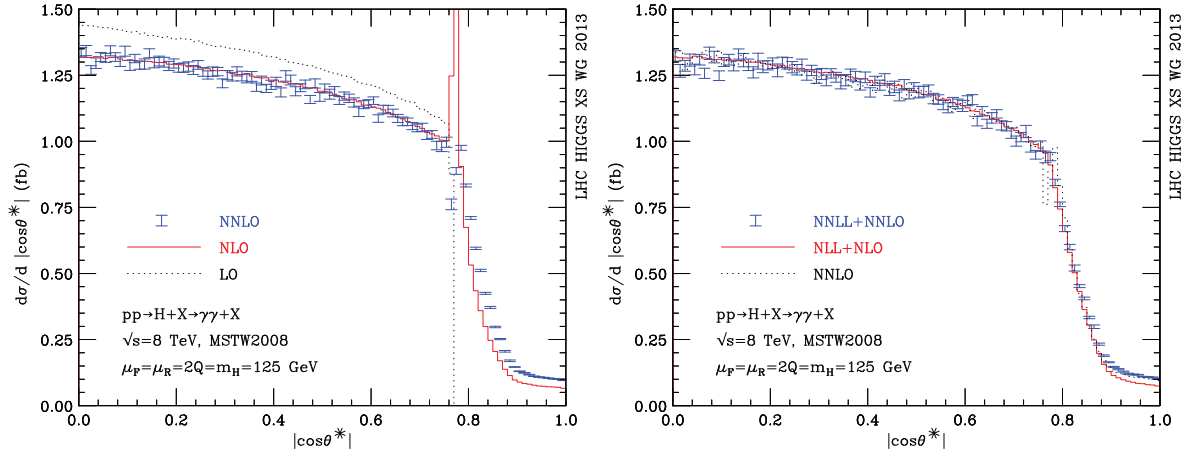 1.50
1.25
1.00
0.75
0.50
0.25
0.00
dσ/d |cosθ*| (fb)
NNLO
NLO
LO
pp→H+X→γγ+X
√s=8 TeV, MSTW2008
μF=μR=2Q=mH=125 GeV
0.0 0.2 0.4 0.6 0.8 1.0
|cosθ*|
LHC HIGGS XS WG 2013
1.50
1.25
1.00
0.75
0.50
0.25
0.00
dσ/d |cosθ*| (fb)
NNLL+NNLO
NLL+NLO
NNLO
pp→H+X→γγ+X
√s=8 TeV, MSTW2008
μF=μR=2Q=mH=125 GeV
0.0 0.2 0.4 0.6 0.8 1.0
|cosθ*|
LHC HIGGS XS WG 2013